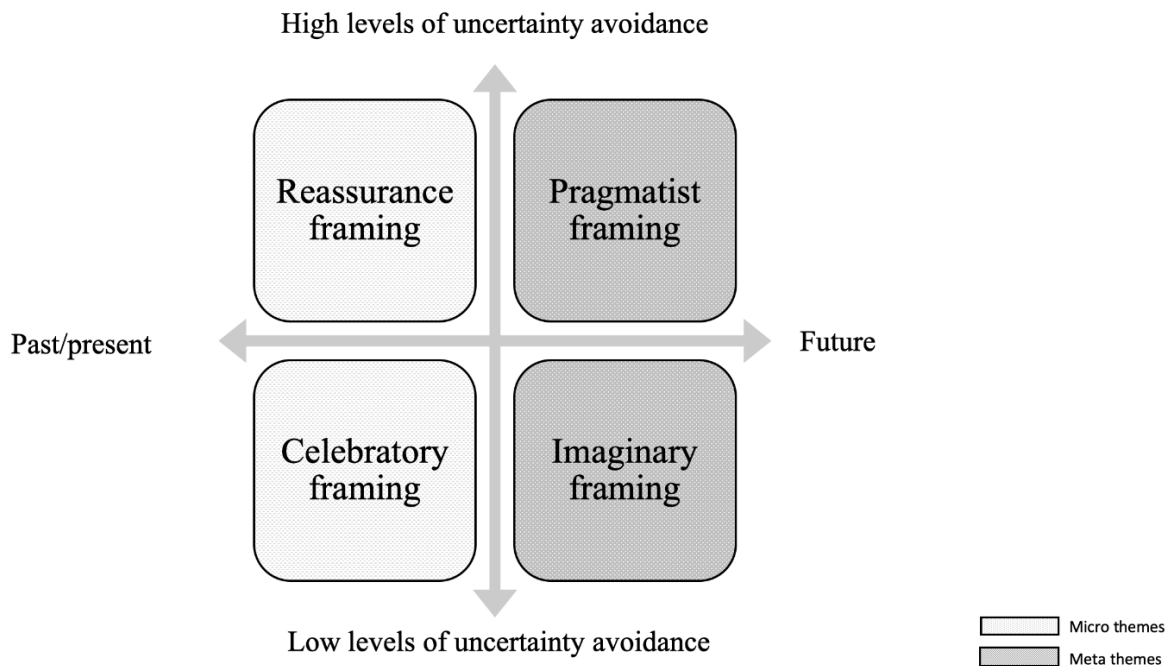 High levels of uncertainty avoidance
Reassurance
framing
Pragmatist
framing
Past/present
Future
Celebratory
framing
Imaginary
framing
Low levels of uncertainty avoidance
Micro themes
Meta themes